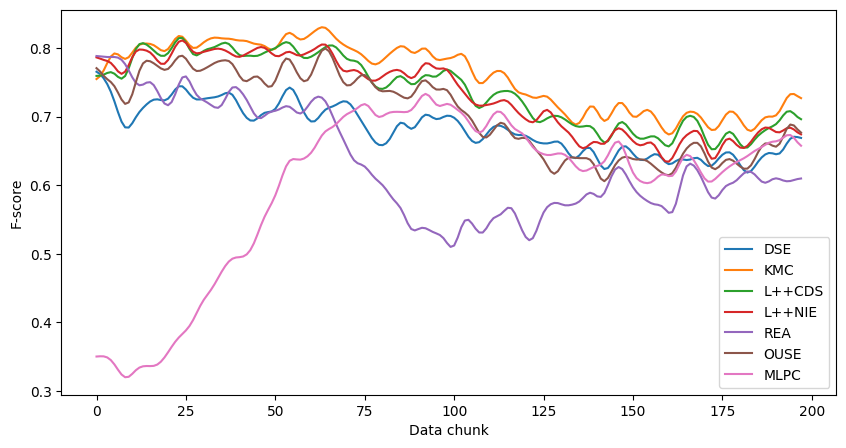 0.8
0.7
0.6
0.5
0.4
0.3
F-score
0 25 50 75 100 125 150 175 200
Data chunk
DSE
KMC
L++CDS
L++NIE
REA
OUSE
MLPC